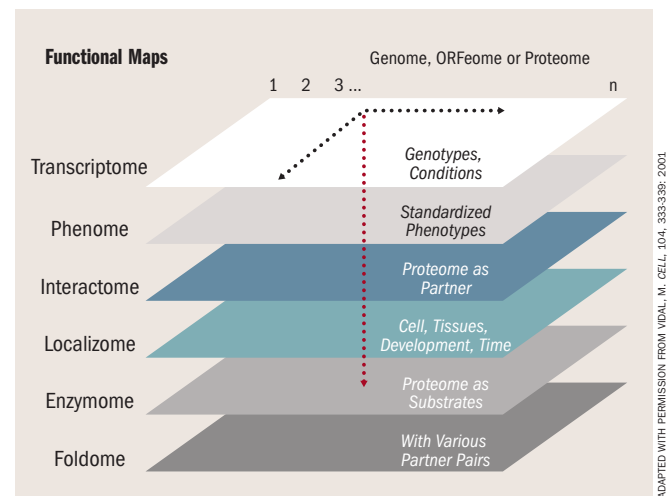 Functional Maps
Genome, ORFeome or Proteome
1 2 3 ... n
Transcriptome
Genotypes,
Conditions
Phenome
Standardized
Phenotypes
Interactome
Proteome as
Partner
Localizome
Cell, Tissues,
Development, Time
Enzymome
Proteome as
Substrates
Foldome
With Various
Partner Pairs
ADAPTED WITH PERMISSION FROM VIDAL, M. CELL, 104, 333-339: 2001